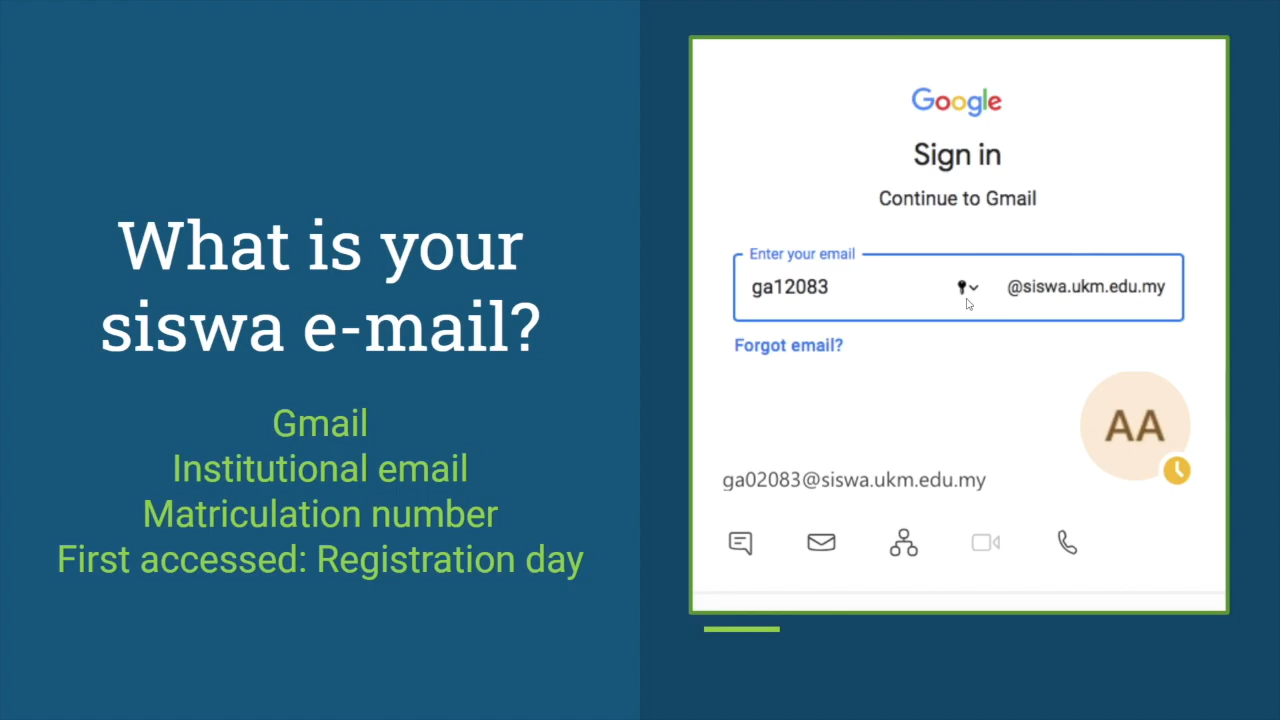 What is your
siswa e-mail?
Gmail
Institutional email
Matriculation number
First accessed: Registration day
Google
Sign in
Continue to Gmail
Enter your email
ga12083 @siswa.ukm.edu.my
Forgot email?
AA
ga02083@siswa.ukm.edu.my